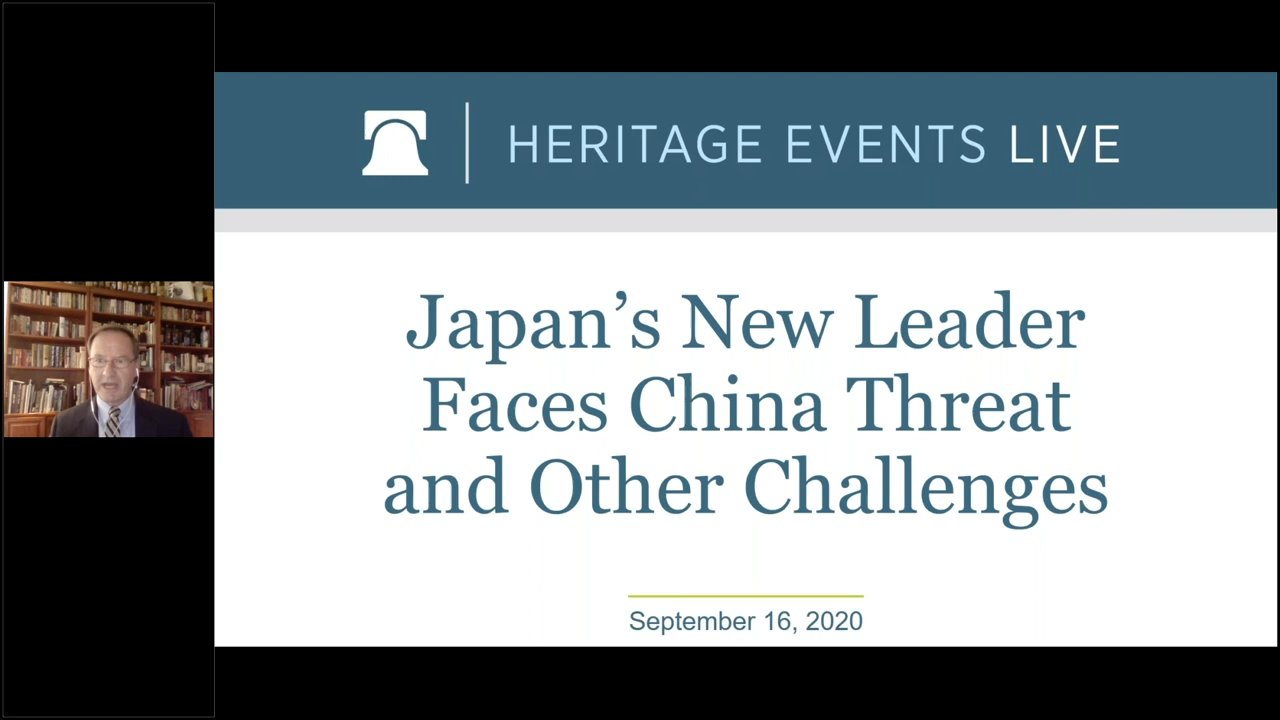 HERITAGE EVENTS LIVE
Japan’s New Leader
Faces China Threat
and Other Challenges
September 16, 2020